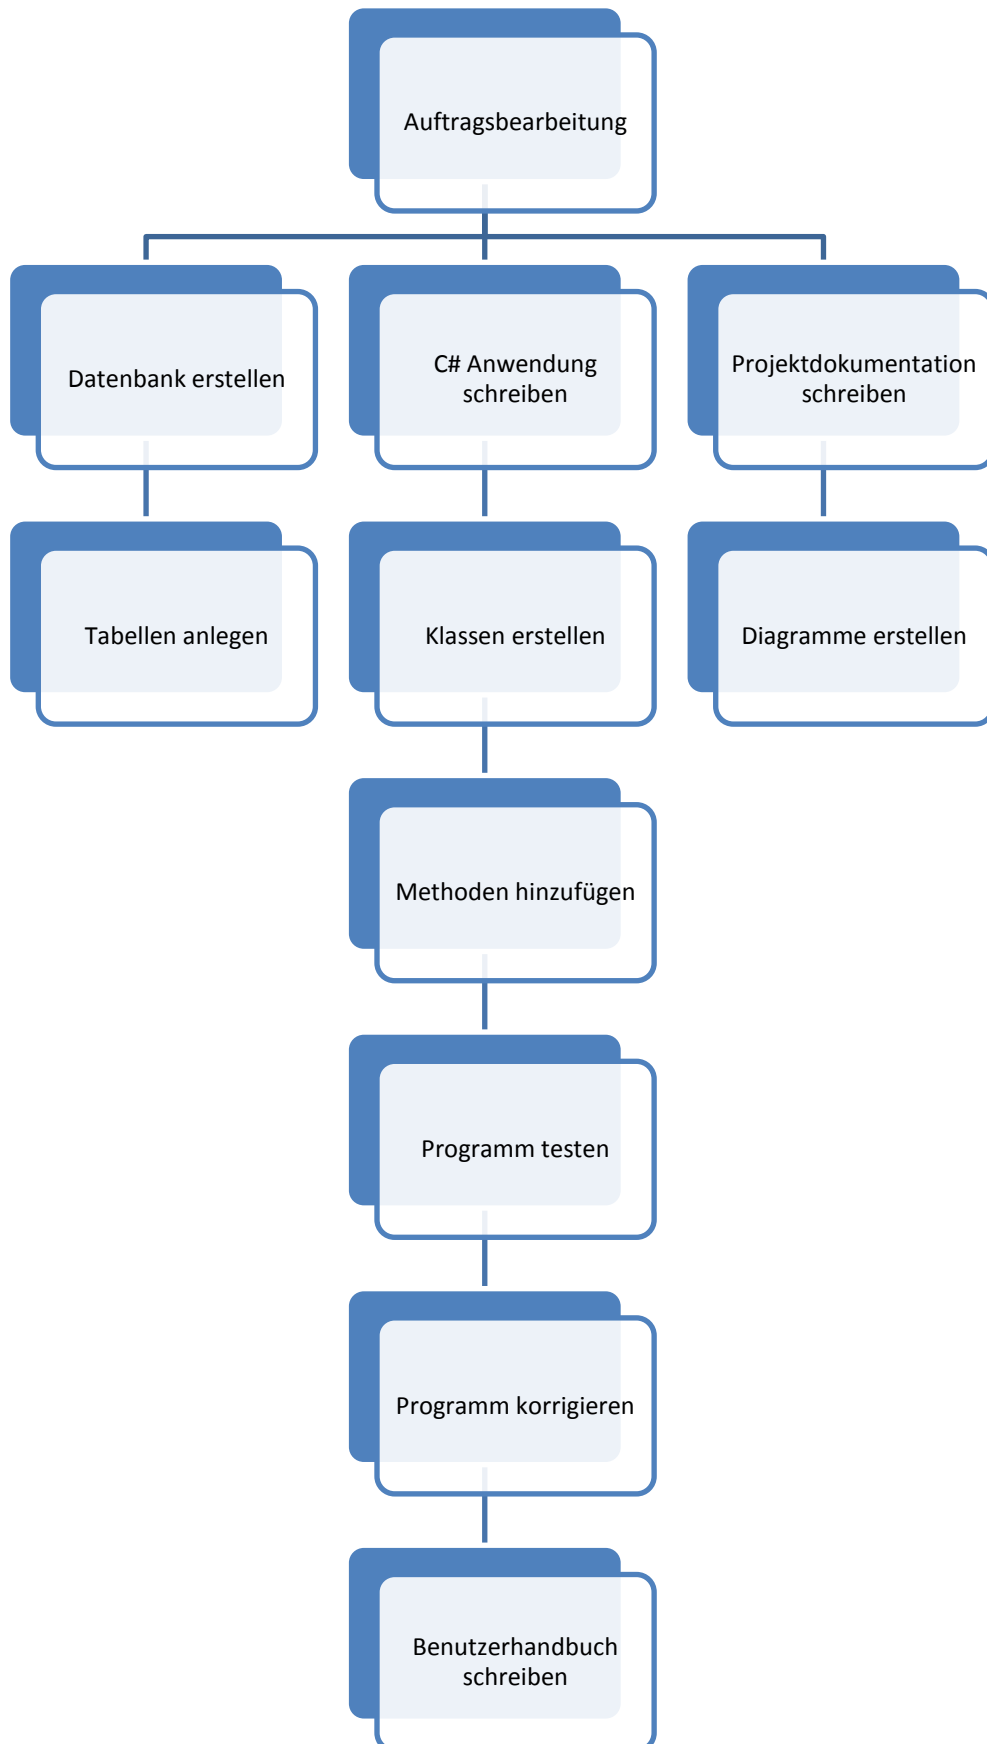 Auftragsbearbeitung
Datenbank erstellen
C# Anwendung
schreiben
Projektdokumentation
schreiben
Tabellen anlegen
Klassen erstellen
Diagramme erstellen
Methoden hinzufügen
Programm testen
Programm korrigieren
Benutzerhandbuch
schreiben